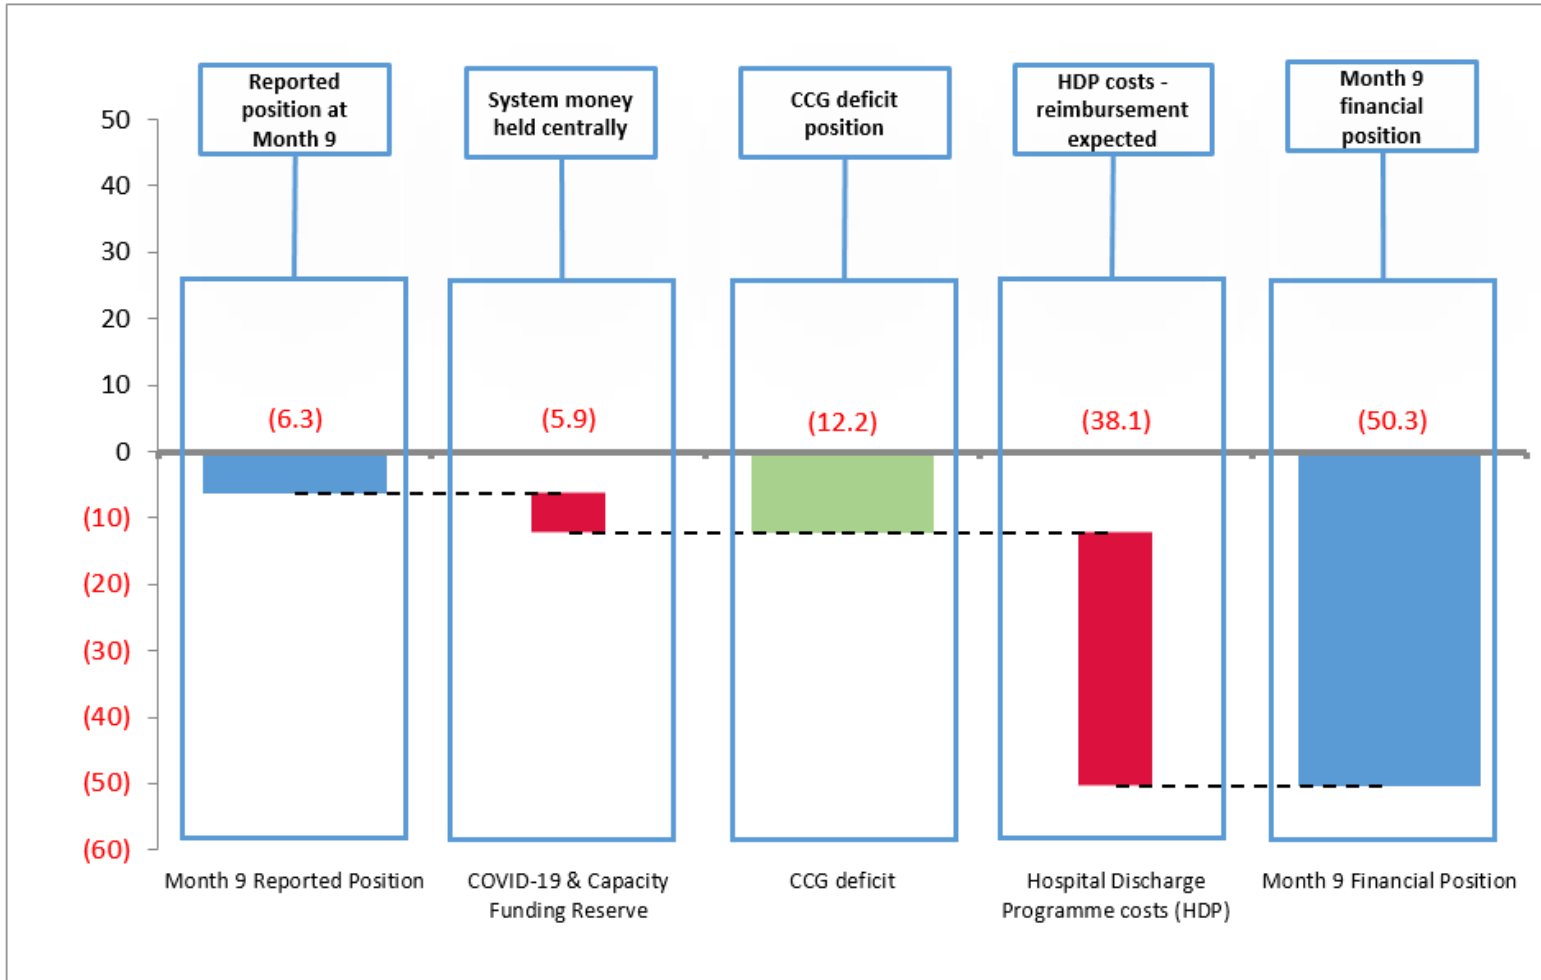 Reported
position at
Month 9
System money
held centrally
CCG deficit
position
HDP costs -
reimbursement
expected
Month 9
financial
position
50
40
30
20
10
0
(10)
(20)
(30)
(40)
(50)
(60)
(6.3)
(5.9)
(12.2)
(38.1)
(50.3)
Month 9 Reported Position
COVID-19 & Capacity
Funding Reserve
CCG deficit
Hospital Discharge
Programme costs (HDP)
Month 9 Financial Position